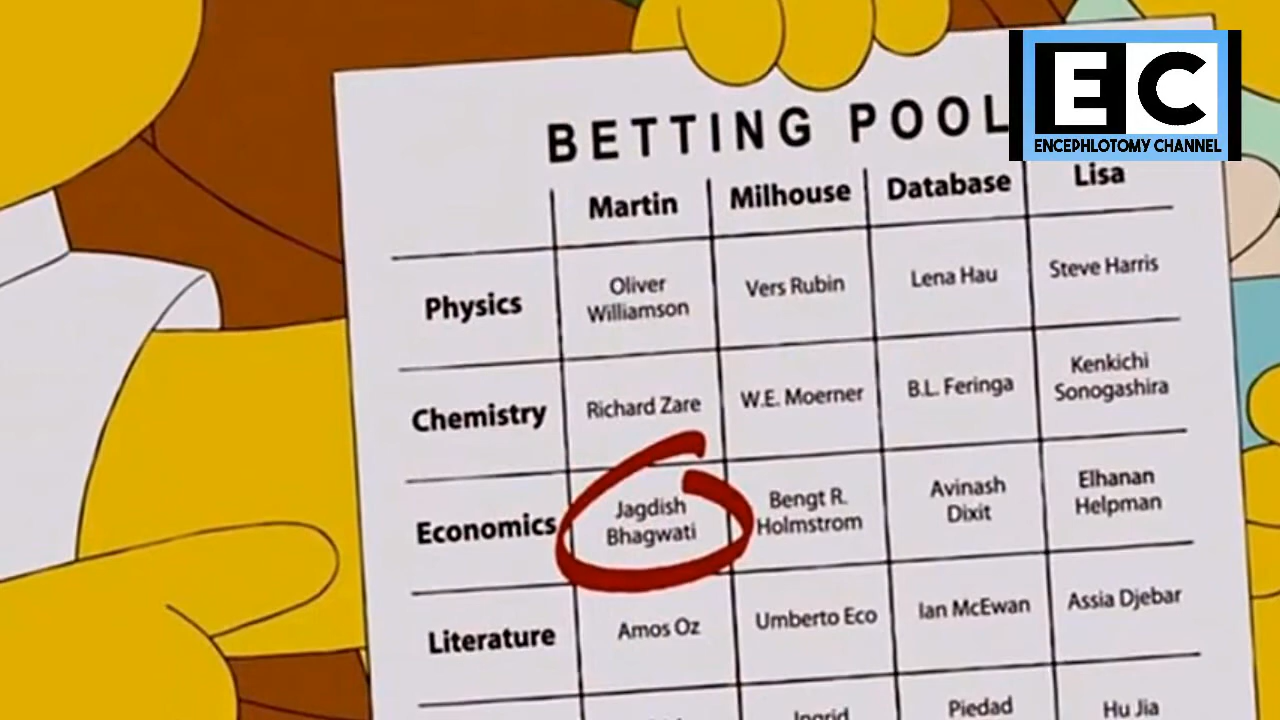 BETTING POOL
EC
ENCEPHLOTOMY CHANNEL
Martin Milhouse Database Lisa
Physics Oliver Williamson Vers Rubin Lena Hau Steve Harris
Chemistry Richard Zare W.E. Moerner B.L. Feringa Kenkichi Sonogashira
Economics Jagdish Bhagwati Bengt R. Holmstrom Avinash Dixit Elhanan Helpman
Literature Amos Oz Umberto Eco Ian McEwan Assia Djebar
Ingrid Piedad Hu Jia